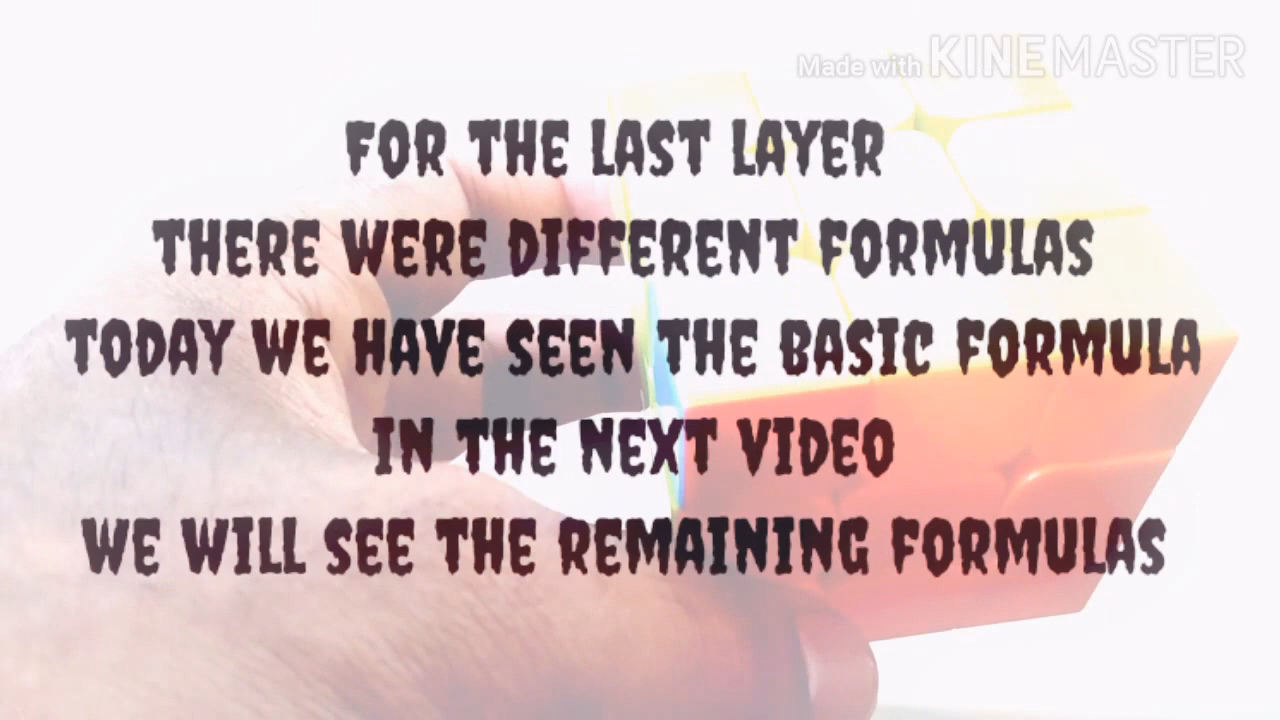 Made with KINEMASTER
FOR THE LAST LAYER
THERE WERE DIFFERENT FORMULAS
TODAY WE HAVE SEEN THE BASIC FORMULA
IN THE NEXT VIDEO
WE WILL SEE THE REMAINING FORMULAS